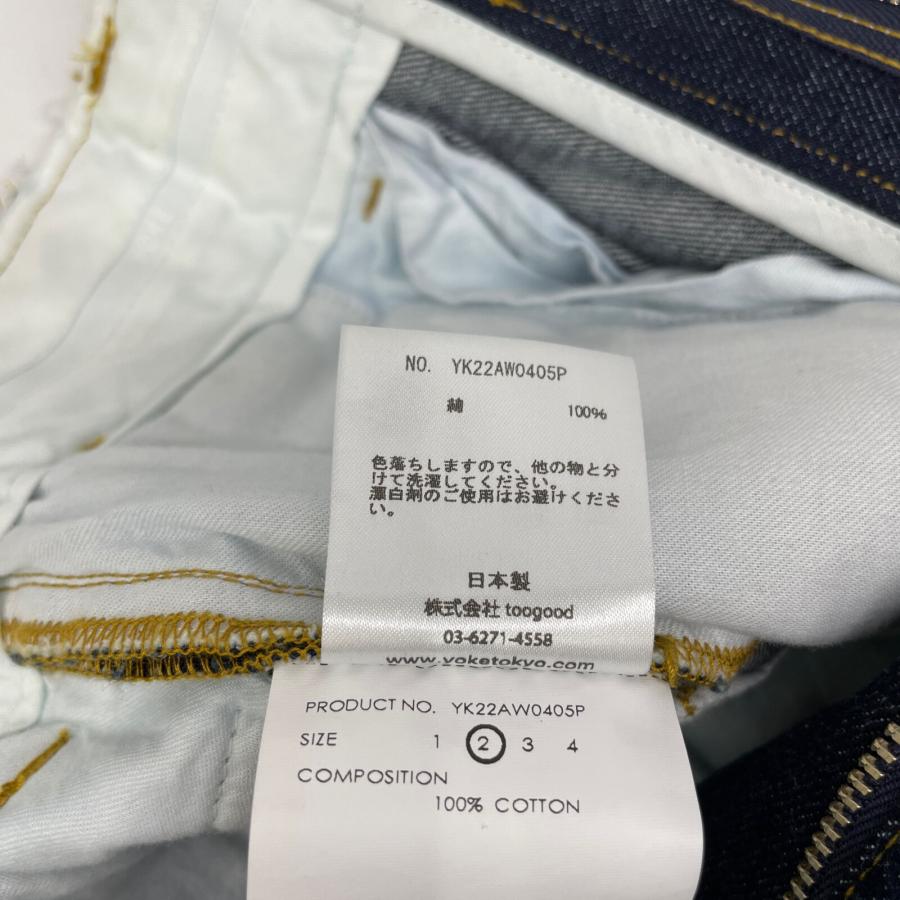 NO. YK22AW0405P
綿 100%
色落ちしますので、他の物と分
けて洗濯してください。
漂白剤のご使用はお避けくださ
い。
日本製
株式会社 toogood
03-6271-4558
www.yoketokyo.com
PRODUCT NO. YK22AW0405P
SIZE 1 2 3 4
COMPOSITION
100% COTTON